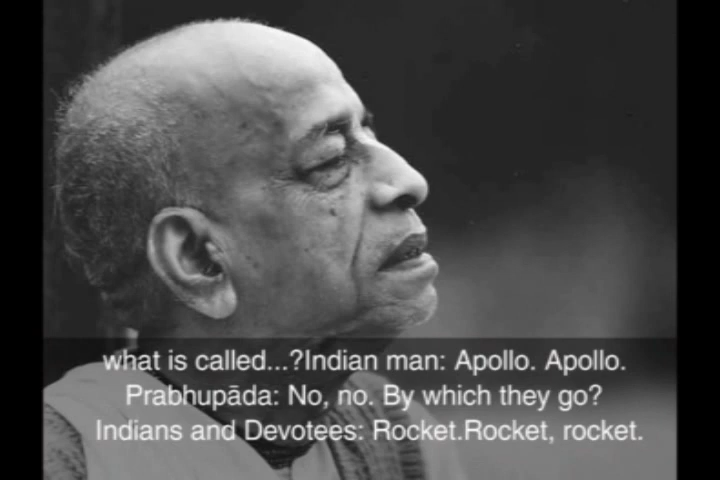 what is called...?Indian man: Apollo. Apollo.
Prabhupāda: No, no. By which they go?
Indians and Devotees: Rocket.Rocket, rocket.